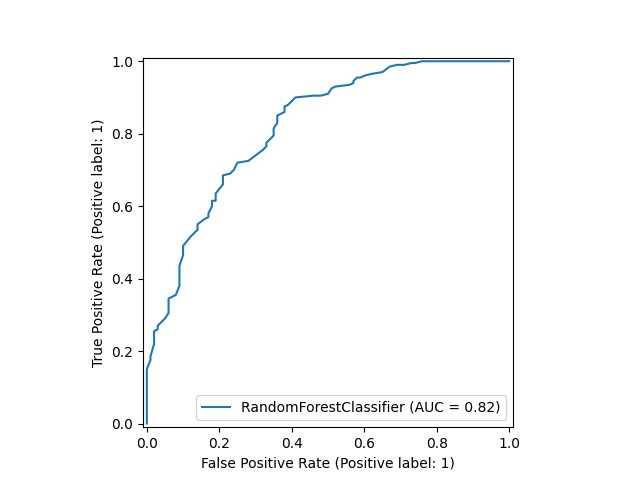 1.0
0.8
0.6
0.4
0.2
0.0
True Positive Rate (Positive label: 1)
RandomForestClassifier (AUC = 0.82)
0.0 0.2 0.4 0.6 0.8 1.0
False Positive Rate (Positive label: 1)